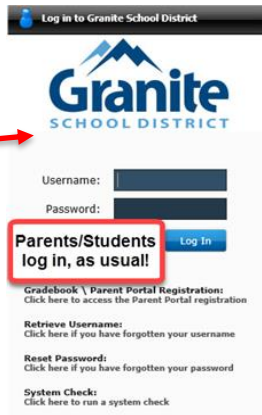 Log in to Granite School District
Granite
SCHOOL DISTRICT
Username:
Password:
Parents/Students
log in, as usual!
Log In
Gradebook \ Parent Portal Registration:
Click here to access the Parent Portal registration
Retrieve Username:
Click here if you have forgotten your username
Reset Password:
Click here if you have forgotten your password
System Check:
Click here to run a system check